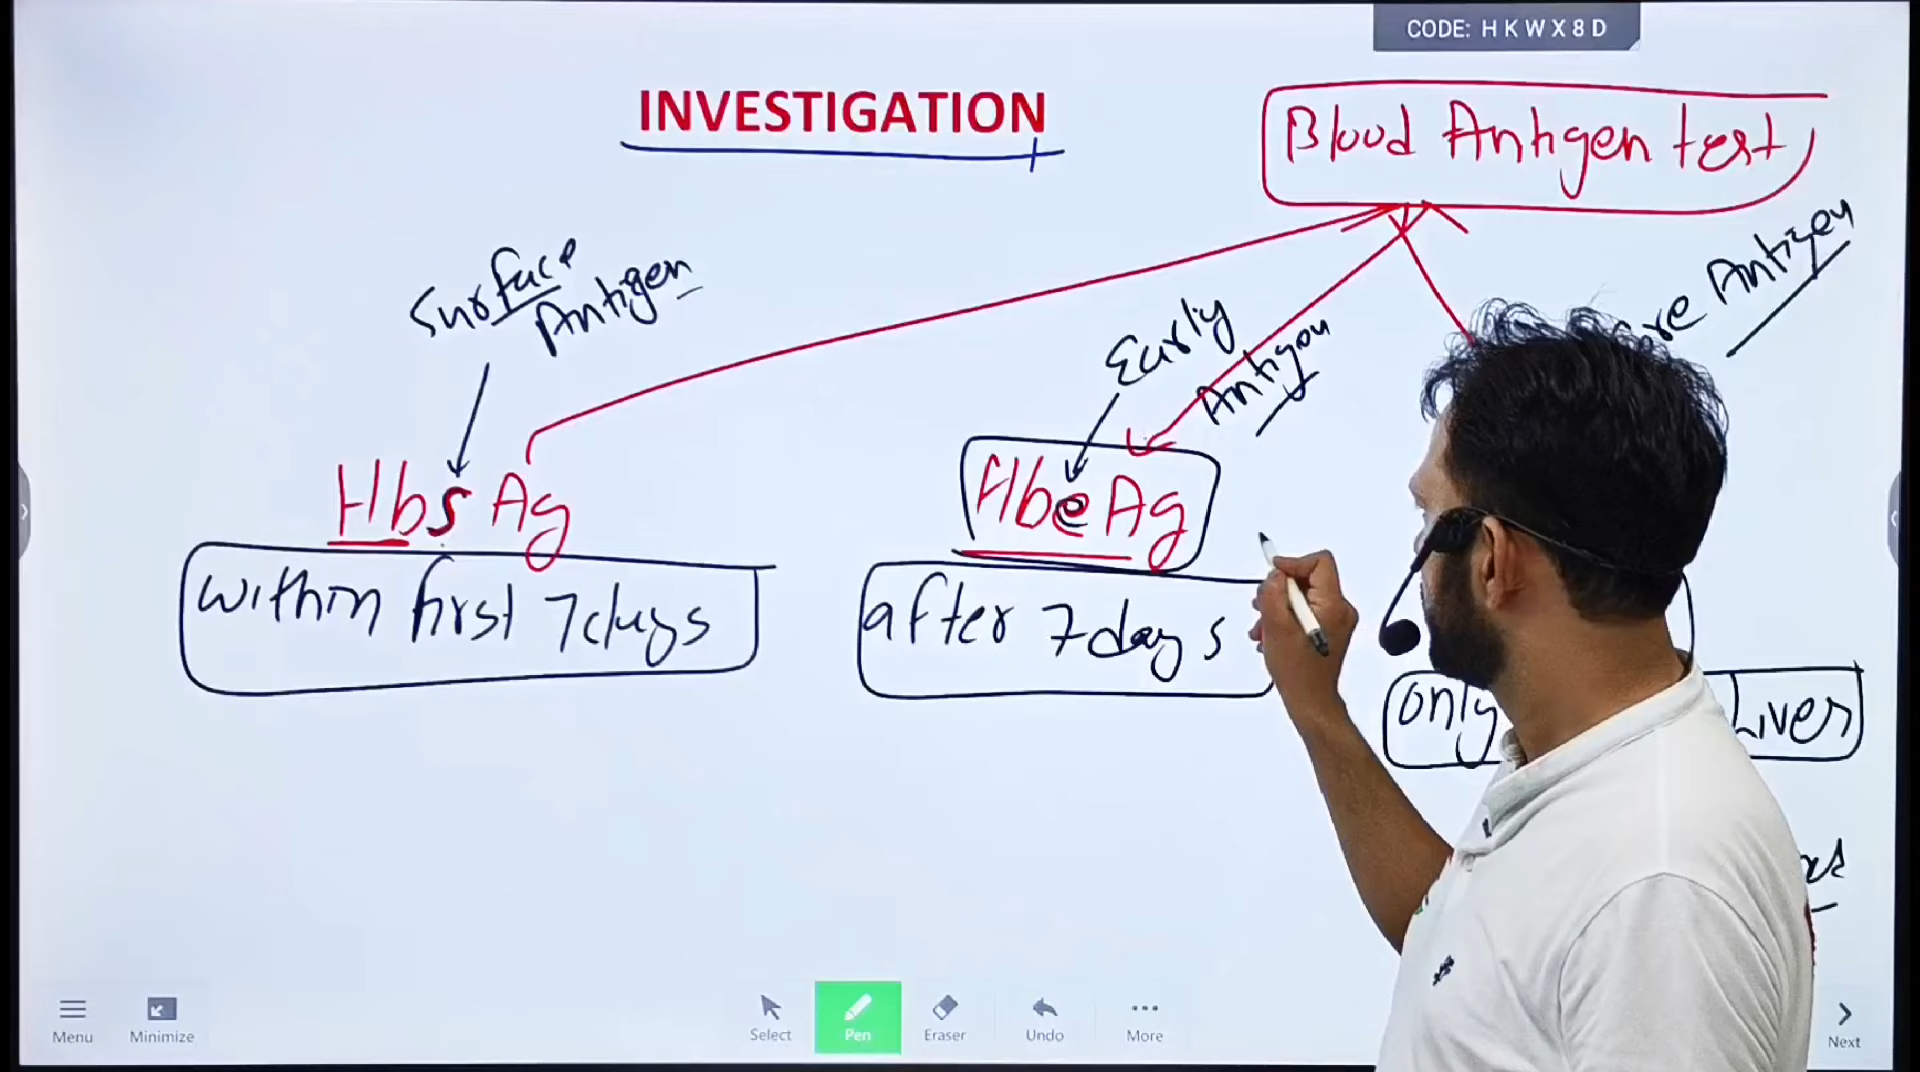 CODE: HKWX8D
INVESTIGATION
Blood Antigen test
Surface
Antigen
Early
Antigen
ore Antigen
HbsAg
HbeAg
within first 7days
after 7days
only Liver
Menu
Minimize
Select
Pen
Eraser
Undo
More
Next